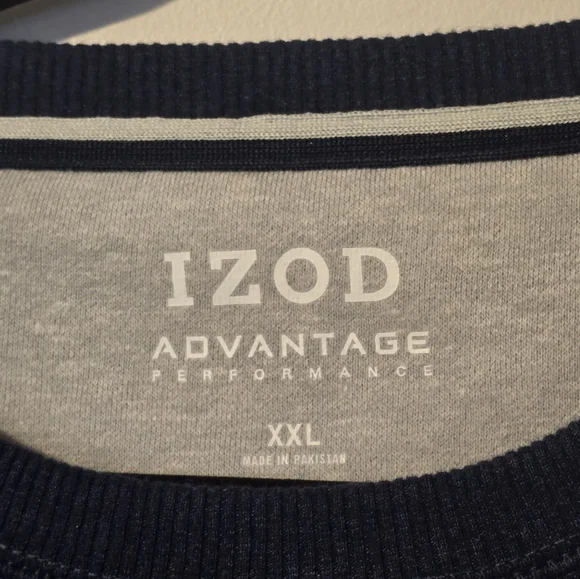 IZOD
ADVANTAGE
PERFORMANCE
XXL
MADE IN PAKISTAN